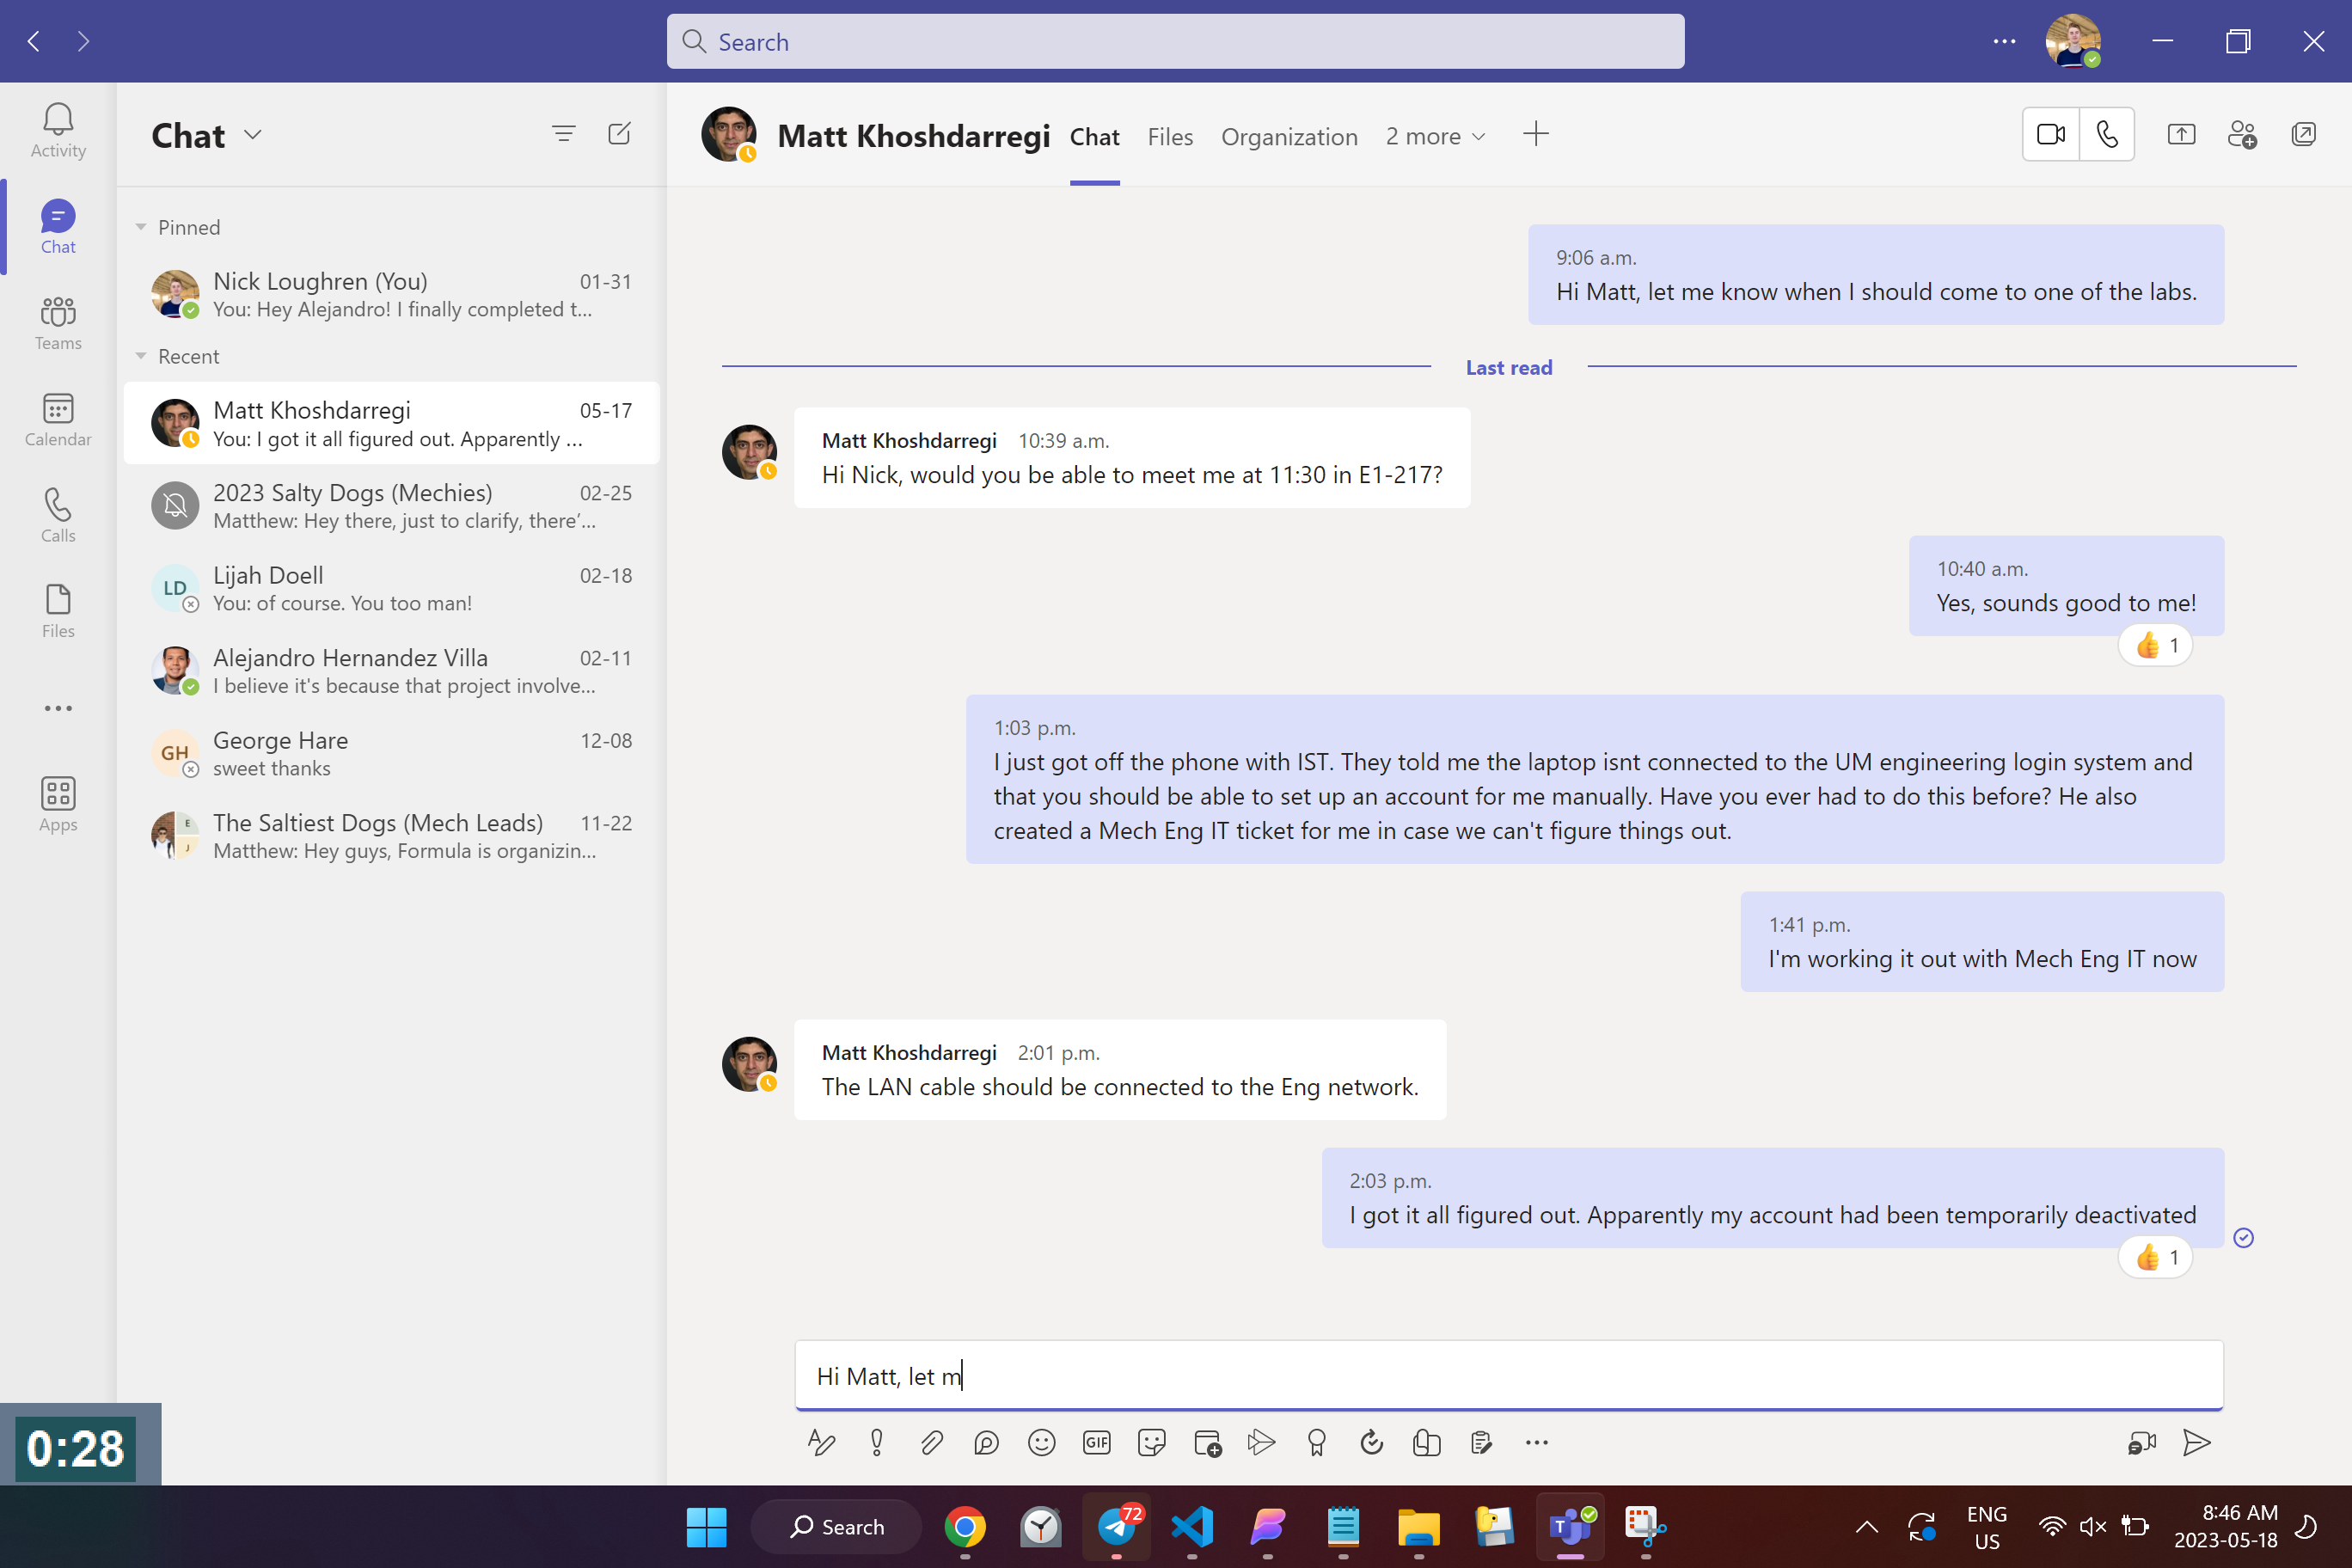 Search
Activity
Chat
Teams
Calendar
Calls
Files
Apps
Chat
Pinned
Nick Loughren (You) 01-31
You: Hey Alejandro! I finally completed t...
Recent
Matt Khoshdarregi 05-17
You: I got it all figured out. Apparently ...
2023 Salty Dogs (Mechies) 02-25
Matthew: Hey there, just to clarify, there'...
LD
Lijah Doell 02-18
You: of course. You too man!
Alejandro Hernandez Villa 02-11
I believe it's because that project involve...
GH
George Hare 12-08
sweet thanks
E
J
The Saltiest Dogs (Mech Leads) 11-22
Matthew: Hey guys, Formula is organizin...
Matt Khoshdarregi Chat Files Organization 2 more
9:06 a.m.
Hi Matt, let me know when I should come to one of the labs.
Last read
Matt Khoshdarregi 10:39 a.m.
Hi Nick, would you be able to meet me at 11:30 in E1-217?
10:40 a.m.
Yes, sounds good to me!
1
1:03 p.m.
I just got off the phone with IST. They told me the laptop isnt connected to the UM engineering login system and
that you should be able to set up an account for me manually. Have you ever had to do this before? He also
created a Mech Eng IT ticket for me in case we can't figure things out.
1:41 p.m.
I'm working it out with Mech Eng IT now
Matt Khoshdarregi 2:01 p.m.
The LAN cable should be connected to the Eng network.
2:03 p.m.
I got it all figured out. Apparently my account had been temporarily deactivated
1
Hi Matt, let m
GIF
0:28
Search
72
T
ENG
US
8:46 AM
2023-05-18